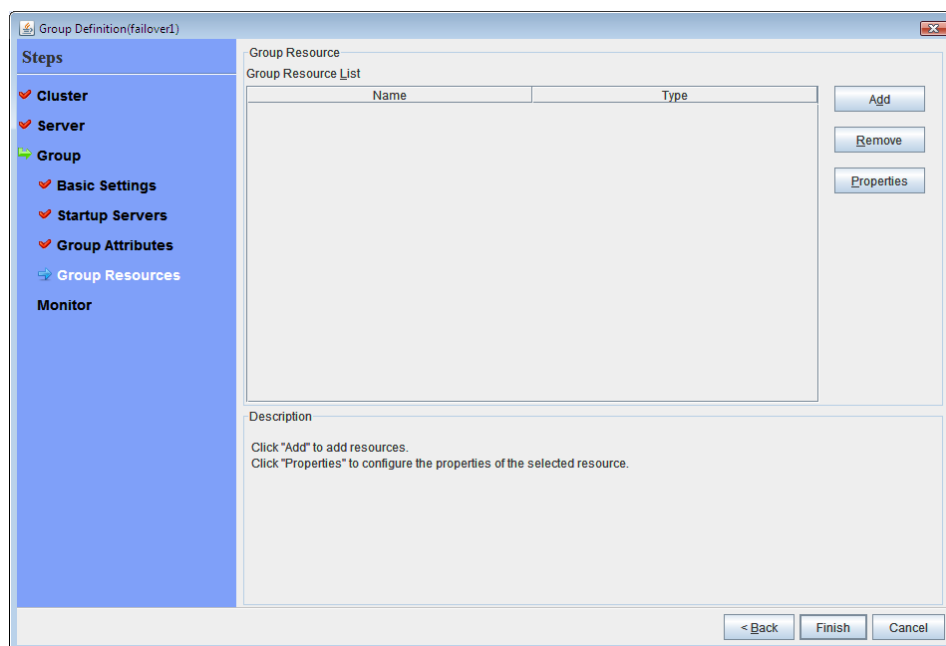 Group Definition(failover1)
Steps
Cluster
Server
Group
Basic Settings
Startup Servers
Group Attributes
Group Resources
Monitor
Group Resource
Group Resource List
Name Type
Add
Remove
Properties
Description
Click "Add" to add resources.
Click "Properties" to configure the properties of the selected resource.
< Back Finish Cancel